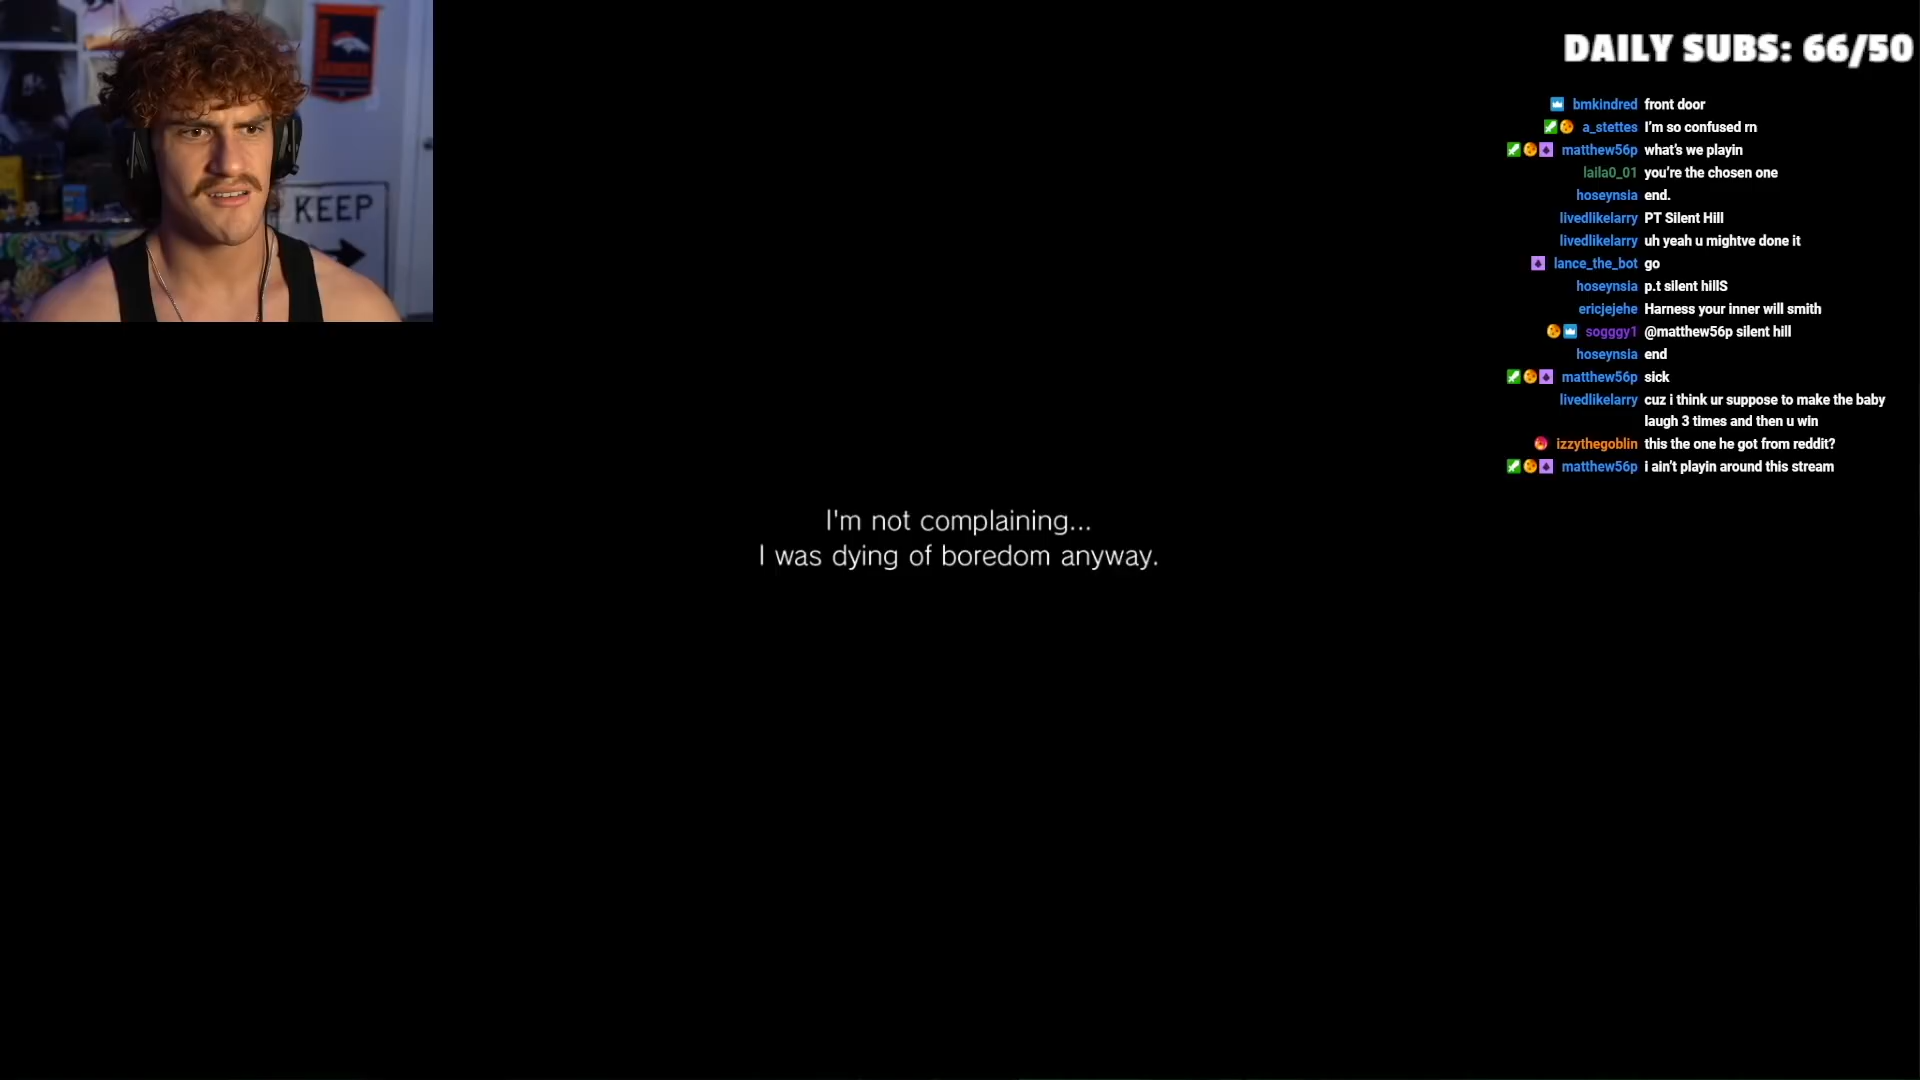 KEEP
DAILY SUBS: 66/50
bmkindred front door
a_stettes I'm so confused rn
matthew56p what's we playin
laila0_01 you're the chosen one
hoseynsia end.
livedlikelarry PT Silent Hill
livedlikelarry uh yeah u mightve done it
lance_the_bot go
hoseynsia p.t silent hillS
ericjejehe Harness your inner will smith
sogggy1 @matthew56p silent hill
hoseynsia end
matthew56p sick
livedlikelarry cuz i think ur suppose to make the baby
laugh 3 times and then u win
izzythegoblin this the one he got from reddit?
matthew56p i ain't playin around this stream
I'm not complaining...
I was dying of boredom anyway.